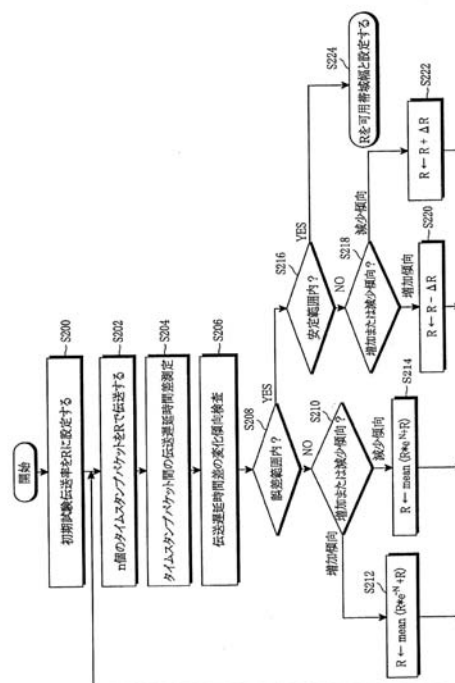 開始
初期試験伝送率をRに設定する
S200
n個のタイムスタンプパケットをRで伝送する
S202
タイムスタンプパケット間の伝送遅延時間差測定
S204
伝送遅延時間差の変化傾向検査
S206
誤差範囲内?
S208
YES
NO
安定範囲内?
S216
YES
NO
Rを可用帯域幅と設定する
S224
増加または減少傾向?
S210
増加傾向
減少傾向
増加または減少傾向?
S218
増加傾向
減少傾向
R ← mean (R*e^-N+R)
S212
R ← mean (R*e^N+R)
S214
R ← R - ΔR
S220
R ← R + ΔR
S222